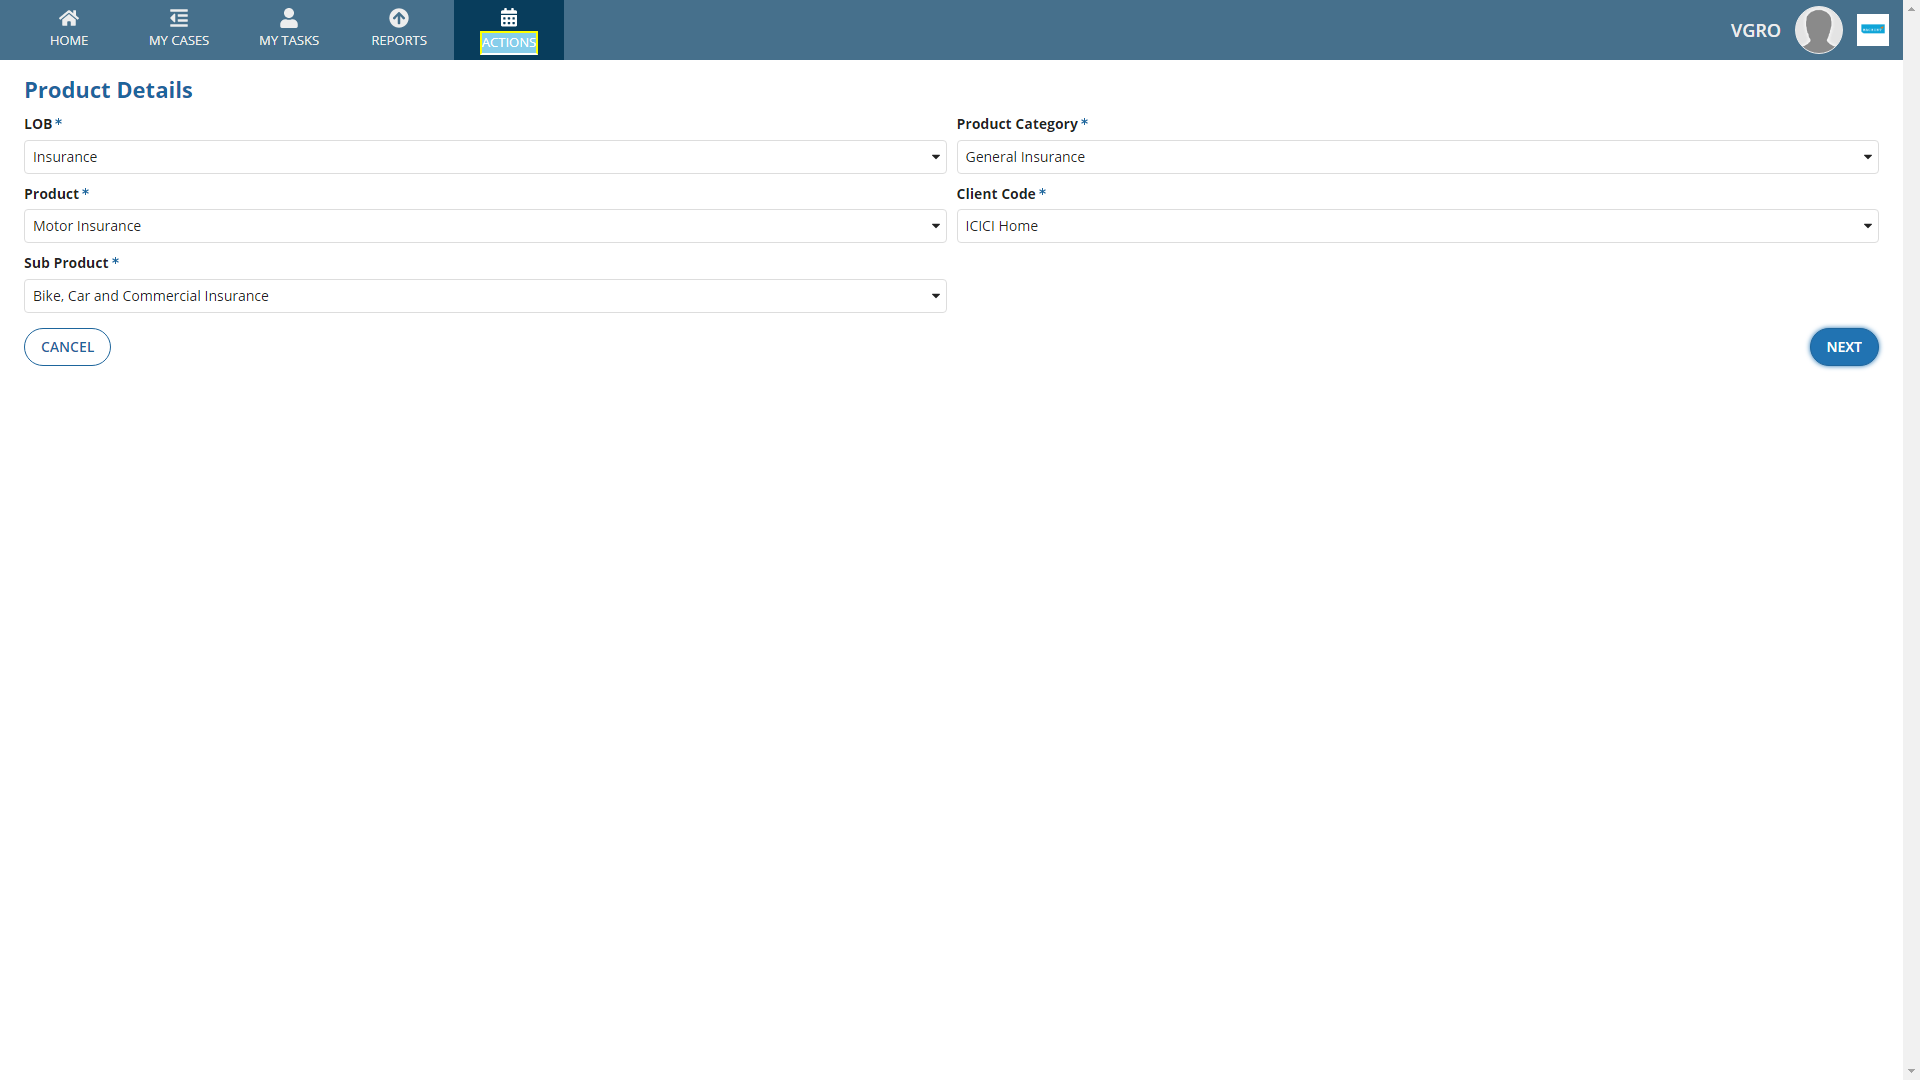 HOME
MY CASES
MY TASKS
REPORTS
ACTIONS
VGRO
Product Details
LOB *
Product Category *
Insurance
General Insurance
Product *
Client Code *
Motor Insurance
ICICI Home
Sub Product *
Bike, Car and Commercial Insurance
CANCEL
NEXT